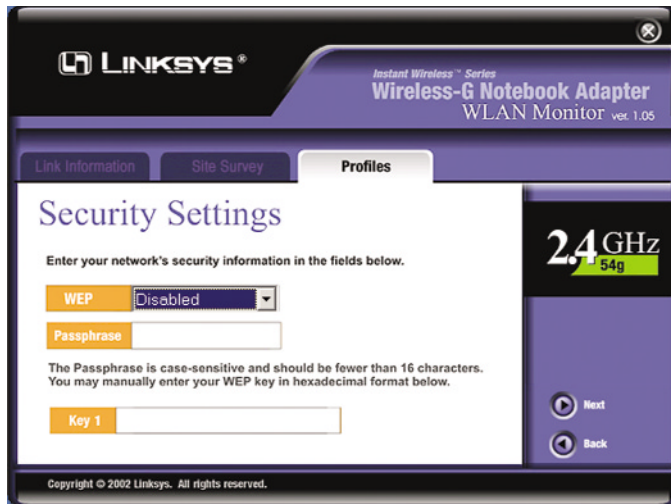 LINKSYS®
Instant Wireless™ Series
Wireless-G Notebook Adapter
WLAN Monitor ver. 1.05
Link Information
Site Survey
Profiles
Security Settings
Enter your network's security information in the fields below.
WEP
Disabled
Passphrase
The Passphrase is case-sensitive and should be fewer than 16 characters.
You may manually enter your WEP key in hexadecimal format below.
Key 1
2.4 GHz
54g
Next
Back
Copyright © 2002 Linksys. All rights reserved.